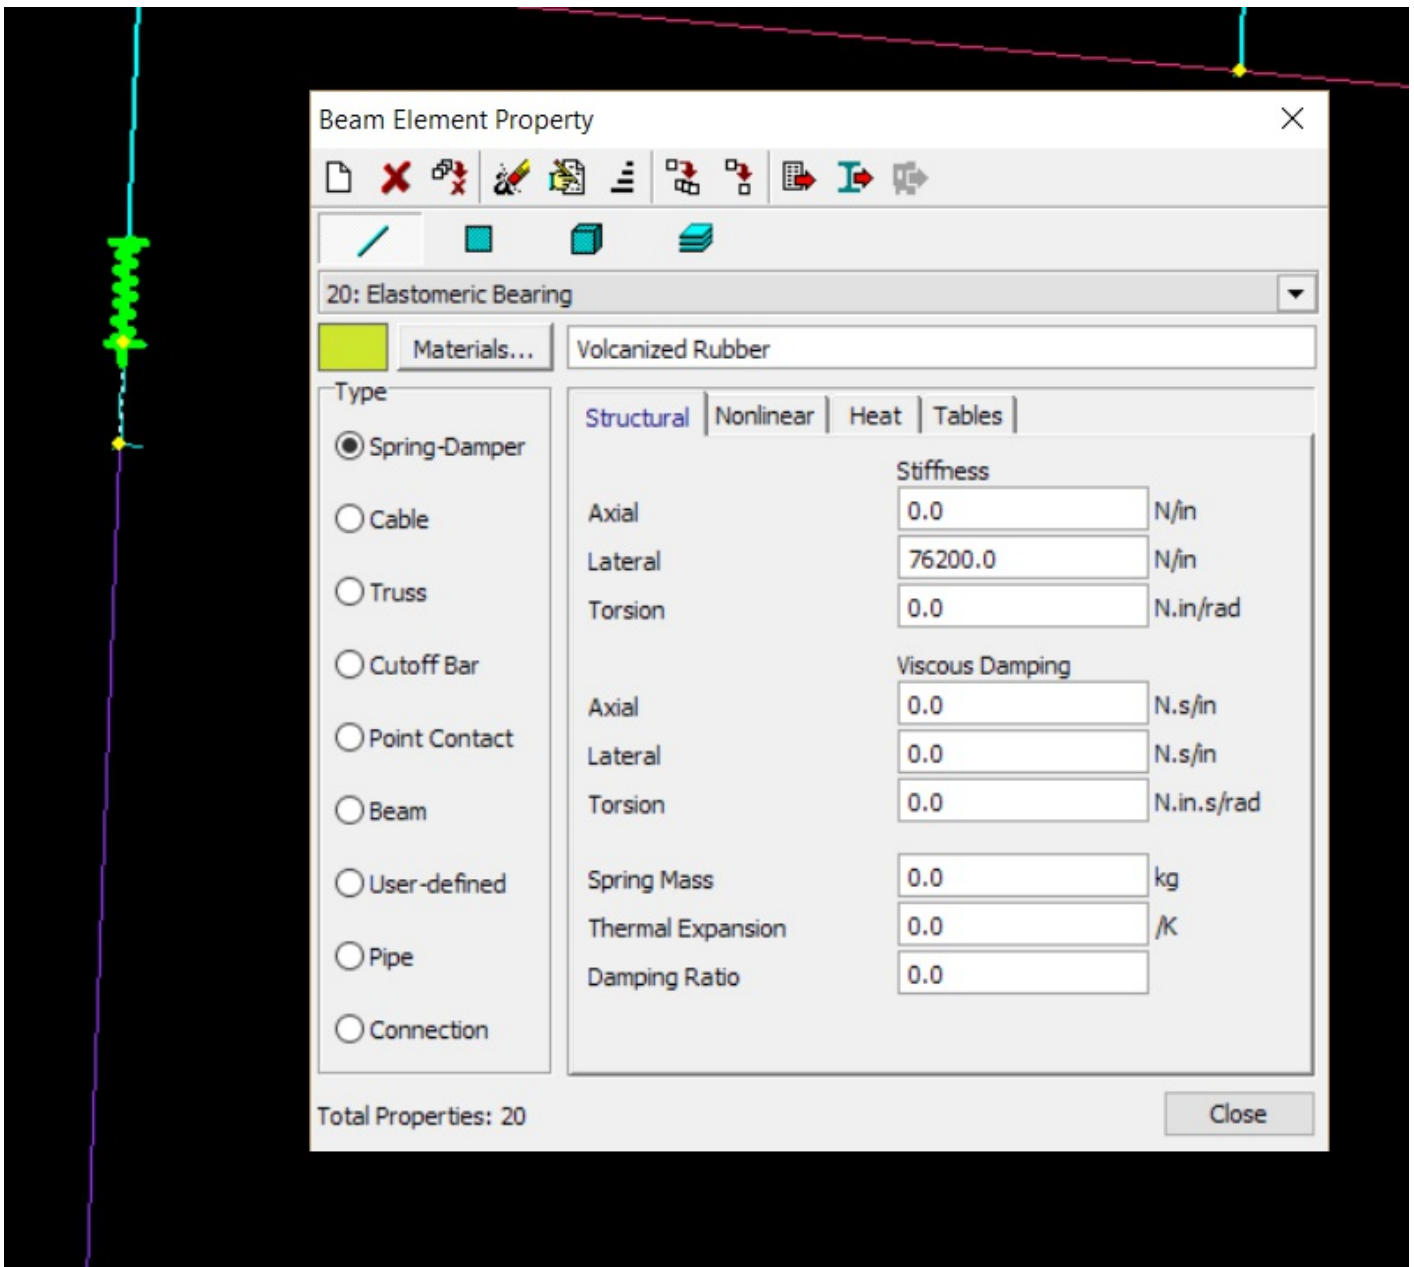 Beam Element Property
20: Elastomeric Bearing
Materials...
Volcanized Rubber
Type
Spring-Damper
Cable
Truss
Cutoff Bar
Point Contact
Beam
User-defined
Pipe
Connection
Structural Nonlinear Heat Tables
Stiffness
Axial 0.0 N/in
Lateral 76200.0 N/in
Torsion 0.0 N.in/rad
Viscous Damping
Axial 0.0 N.s/in
Lateral 0.0 N.s/in
Torsion 0.0 N.in.s/rad
Spring Mass 0.0 kg
Thermal Expansion 0.0 /K
Damping Ratio 0.0
Total Properties: 20
Close